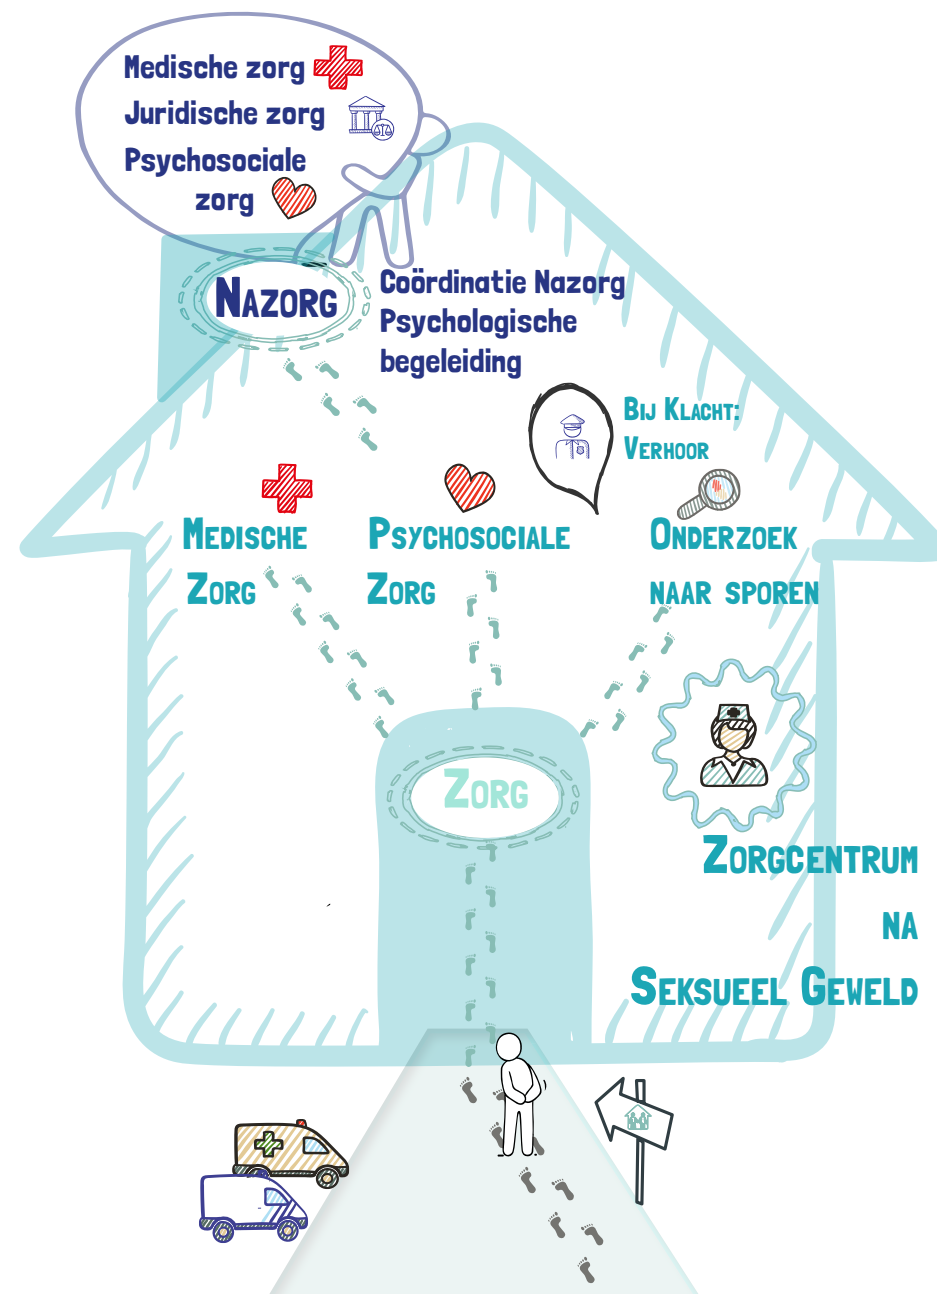 Medische zorg
Juridische zorg
Psychosociale
zorg
Nazorg
Coördinatie Nazorg
Psychologische
begeleiding
Bij Klacht:
Verhoor
Medische
Zorg
Psychosociale
Zorg
Onderzoek
naar sporen
Zorg
Zorgcentrum
na
Seksueel Geweld